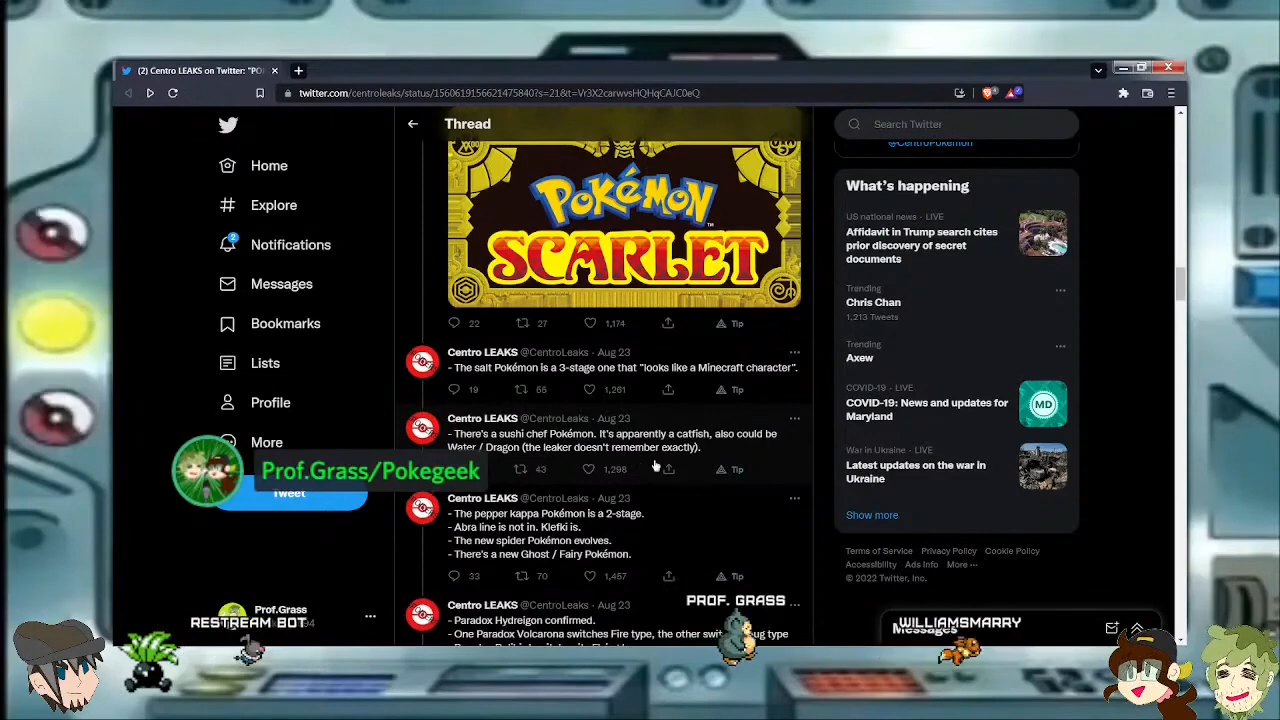 (2) Centro LEAKS on Twitter: "PO
twitter.com/centroleaks/status/1560619156621475840?s=21&t=Vr3X2carwvsHQHqCAJC0eQ
Home
Explore
2
Notifications
Messages
Bookmarks
Lists
Profile
More
Tweet
Prof.Grass/Pokegeek
Prof.Grass
RESTREAM BOT
Thread
POKéMON
SCARLET
22 27 1,174 Tip
Centro LEAKS @CentroLeaks · Aug 23
- The salt Pokémon is a 3-stage one that "looks like a Minecraft character".
19 55 1,261 Tip
Centro LEAKS @CentroLeaks · Aug 23
- There's a sushi chef Pokémon. It's apparently a catfish, also could be
Water / Dragon (the leaker doesn't remember exactly).
43 1,298 Tip
Centro LEAKS @CentroLeaks · Aug 23
- The pepper kappa Pokémon is a 2-stage.
- Abra line is not in. Klefki is.
- The new spider Pokémon evolves.
- There's a new Ghost / Fairy Pokémon.
33 70 1,457 Tip
PROF. GRASS
Centro LEAKS @CentroLeaks · Aug 23
- Paradox Hydreigon confirmed.
- One Paradox Volcarona switches Fire type, the other type
Search Twitter
@CentroPokemon
What's happening
US national news · LIVE
Affidavit in Trump search cites
prior discovery of secret
documents
Trending
Chris Chan
1,213 Tweets
Trending
Axew
COVID-19 · LIVE
COVID-19: News and updates for
Maryland
MD
War in Ukraine · LIVE
Latest updates on the war in
Ukraine
Show more
Terms of Service Privacy Policy Cookie Policy
Accessibility Ads Info More ···
© 2022 Twitter, Inc.
WILLIAMSMARRY
Messages